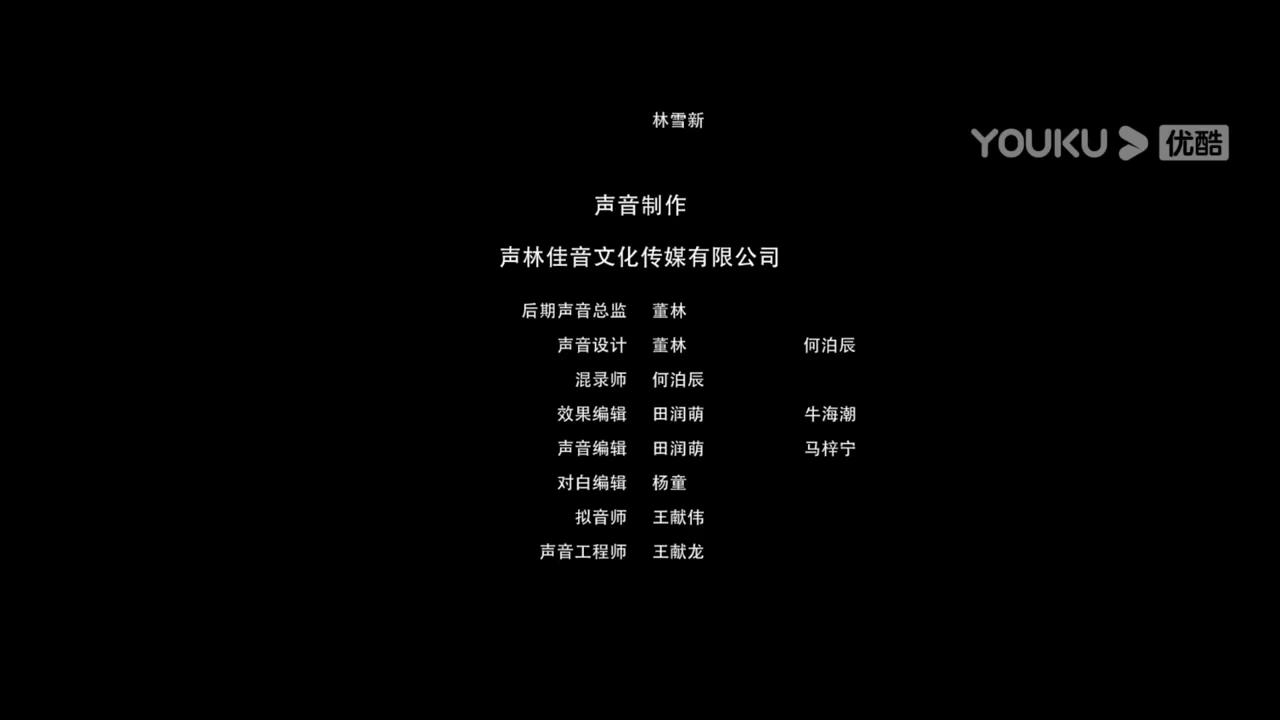 林雪新
YOUKU 优酷
声音制作
声林佳音文化传媒有限公司
后期声音总监 董林
声音设计 董林 何泊辰
混录师 何泊辰
效果编辑 田润萌 牛海潮
声音编辑 田润萌 马梓宁
对白编辑 杨童
拟音师 王献伟
声音工程师 王献龙